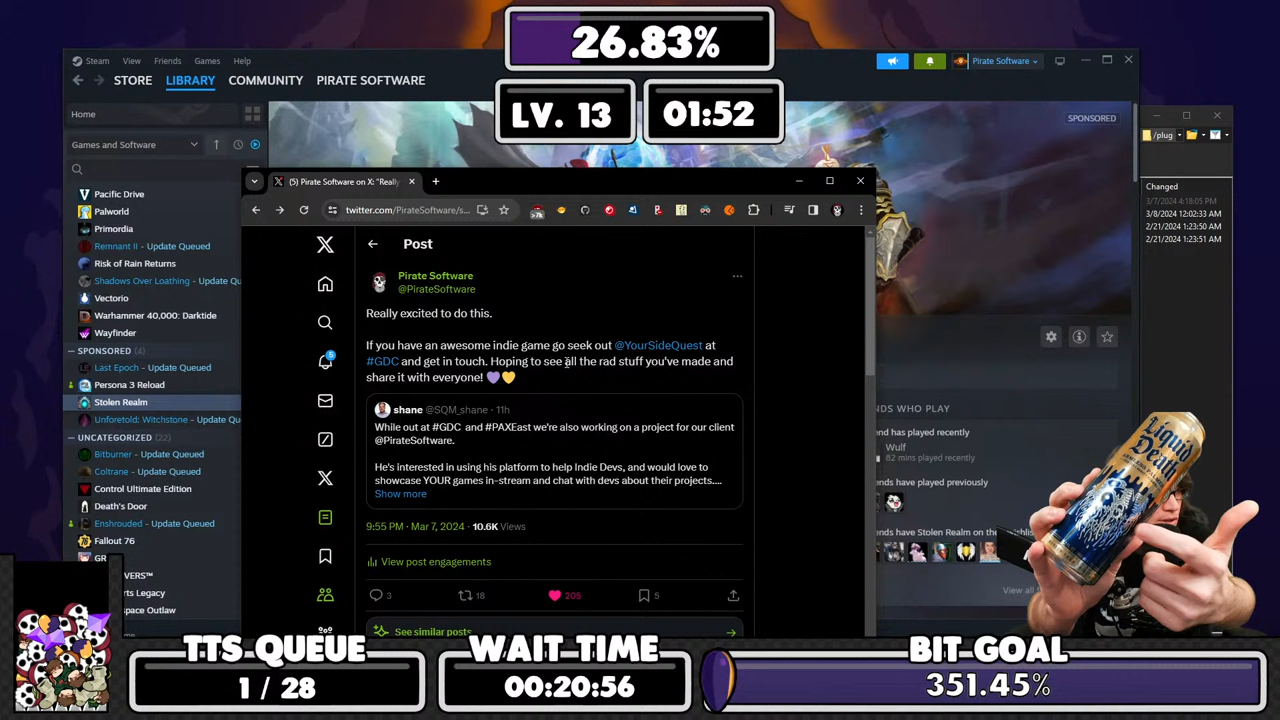 26.83%
LV. 13
01:52
Steam View Friends Games Help
Pirate Software
STORE LIBRARY COMMUNITY PIRATE SOFTWARE
Home
Games and Software
SPONSORED
Pacific Drive
Palworld
Primordia
Remnant II - Update Queued
Risk of Rain Returns
Shadows Over Loathing - Update Q
Vectorio
Warhammer 40,000: Darktide
Wayfinder
SPONSORED (4)
Last Epoch - Update Queued
Persona 3 Reload
Stolen Realm
Unforetold: Witchstone - Update Qu
UNCATEGORIZED (22)
Bitburner - Update Queued
Coltrane - Update Queued
Control Ultimate Edition
Death's Door
Enshrouded - Update Queued
Fallout 76
GR
VERS™
rts Legacy
space Outlaw
(5) Pirate Software on X: "Really
twitter.com/PirateSoftware/s...
Post
Pirate Software
@PirateSoftware
Really excited to do this.
If you have an awesome indie game go seek out @YourSideQuest at
#GDC and get in touch. Hoping to see all the rad stuff you've made and
share it with everyone! 💜💛
shane @SQM_shane · 11h
While out at #GDC and #PAXEast we're also working on a project for our client
@PirateSoftware.
He's interested in using his platform to help Indie Devs, and would love to
showcase YOUR games in-stream and chat with devs about their projects....
Show more
9:55 PM · Mar 7, 2024 · 10.6K Views
View post engagements
3 18 205 5
See similar posts
5
/plug
Changed
3/7/2024 4:18:05 PM
3/8/2024 12:02:33 AM
2/21/2024 1:23:50 AM
2/21/2024 1:23:51 AM
ENDS WHO PLAY
end has played recently
Wulf
82 mins played recently
ends have played previously
ends have Stolen Realm on the wishlis
View all
Liquid
Death
TTS QUEUE
1 / 28
WAIT TIME
00:20:56
BIT GOAL
351.45%